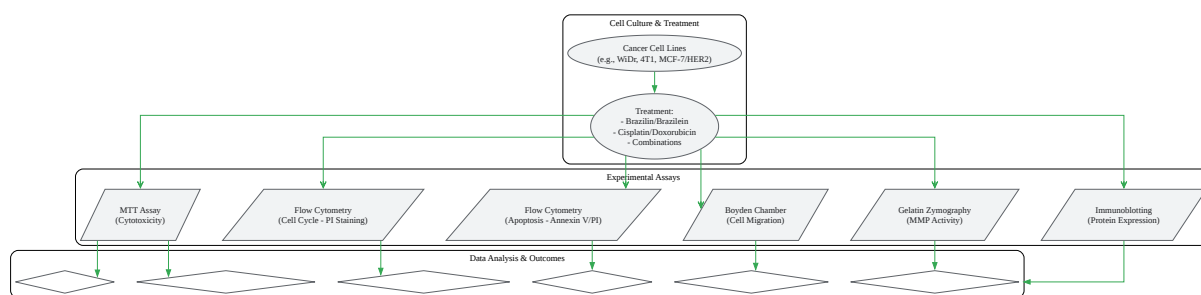 Cell Culture & Treatment
Cancer Cell Lines
(e.g., WiDr, 4T1, MCF-7/HER2)
Treatment:
- Brazilin/Brazilein
- Cisplatin/Doxorubicin
- Combinations
Experimental Assays
MTT Assay
(Cytotoxicity)
Flow Cytometry
(Cell Cycle - PI Staining)
Flow Cytometry
(Apoptosis - Annexin V/PI)
Boyden Chamber
(Cell Migration)
Gelatin Zymography
(MMP Activity)
Immunoblotting
(Protein Expression)
Data Analysis & Outcomes